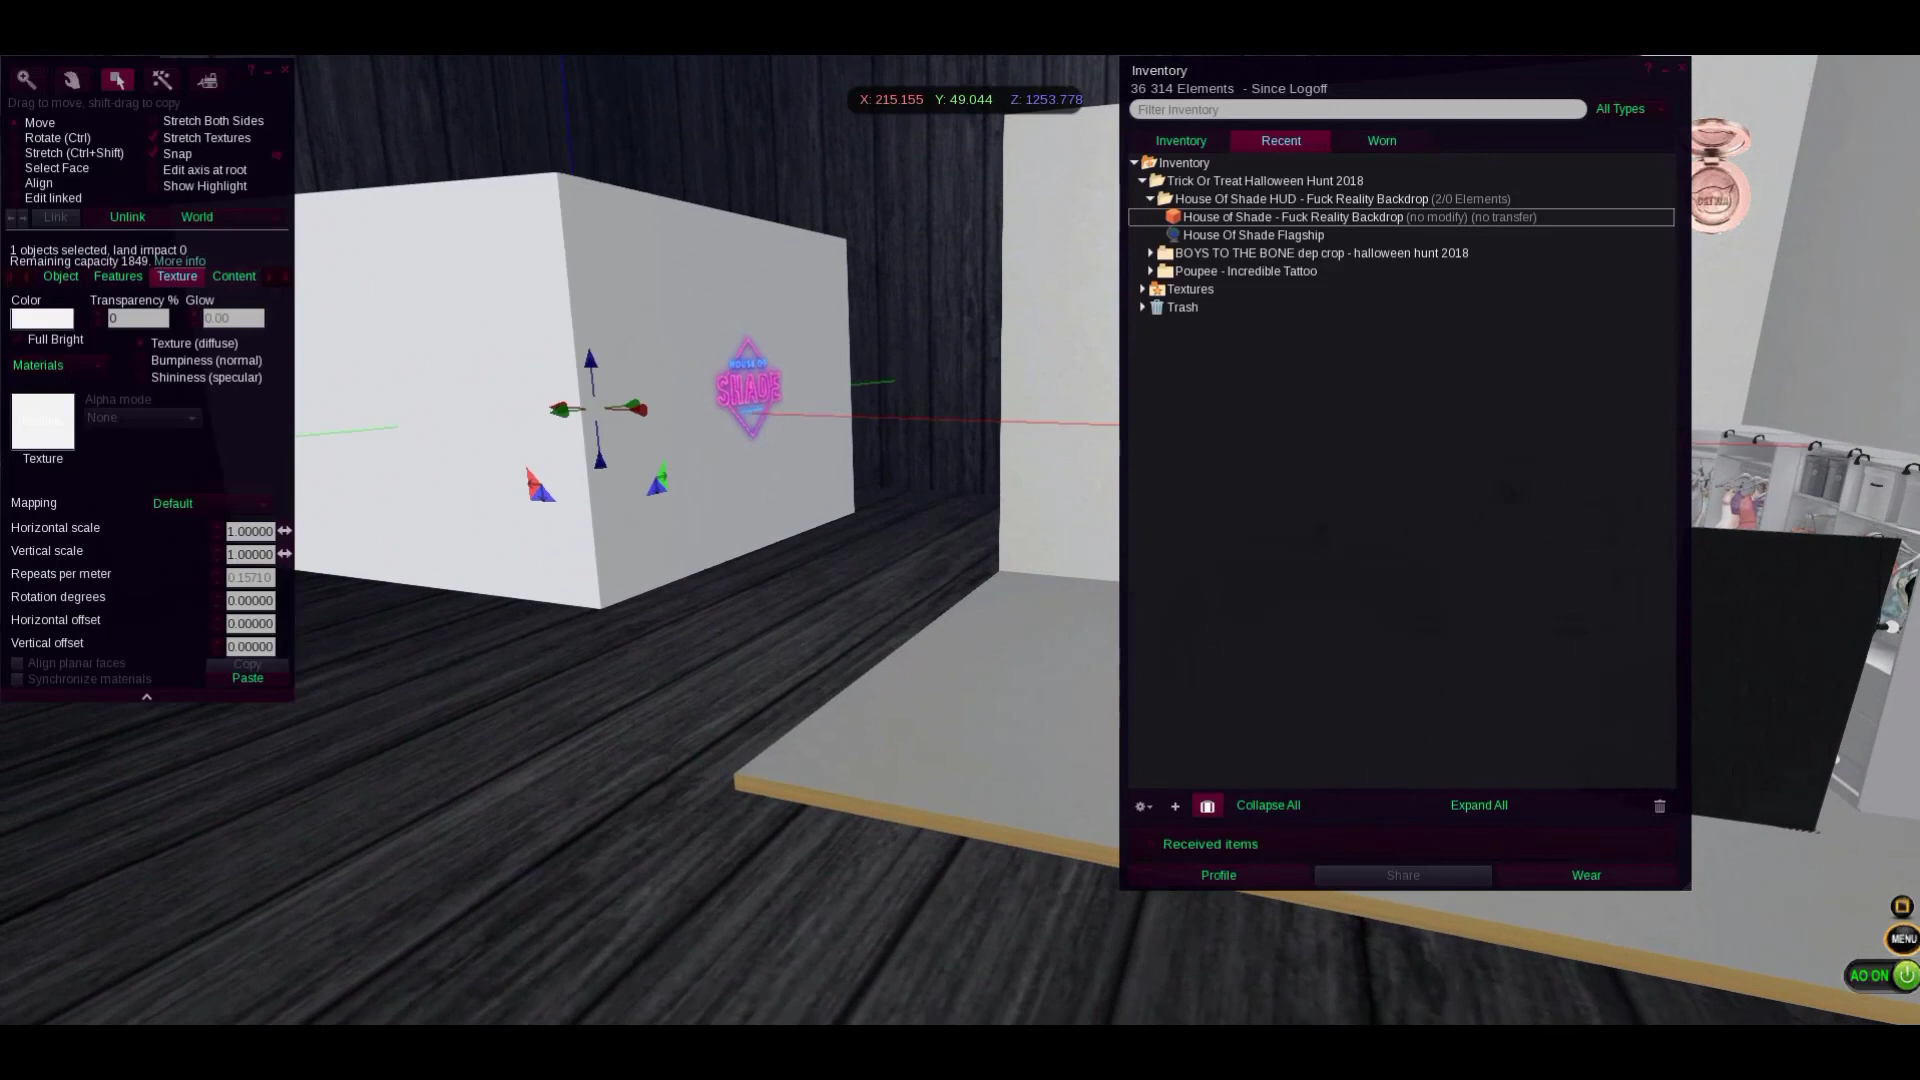 Drag to move, shift-drag to copy
Move
Rotate (Ctrl)
Stretch (Ctrl+Shift)
Select Face
Align
Edit linked
Stretch Both Sides
Stretch Textures
Snap
Edit axis at root
Show Highlight
Link Unlink World
1 objects selected, land impact 0
Remaining capacity 1849. More info
Object Features Texture Content
Color Transparency % Glow
0 0.00
Full Bright
Materials
Texture (diffuse)
Bumpiness (normal)
Shininess (specular)
Alpha mode
None
Texture
Mapping Default
Horizontal scale 1.00000
Vertical scale 1.00000
Repeats per meter 0.15710
Rotation degrees 0.00000
Horizontal offset 0.00000
Vertical offset 0.00000
Align planar faces Copy
Synchronize materials Paste
X: 215.155 Y: 49.044 Z: 1253.778
HOUSE OF
SHADE
Inventory
36 314 Elements - Since Logoff
Filter Inventory All Types
Inventory Recent Worn
Inventory
Trick Or Treat Halloween Hunt 2018
House Of Shade HUD - Fuck Reality Backdrop (2/0 Elements)
House of Shade - Fuck Reality Backdrop (no modify) (no transfer)
House Of Shade Flagship
BOYS TO THE BONE dep crop - halloween hunt 2018
Poupee - Incredible Tattoo
Textures
Trash
Collapse All Expand All
Received items
Profile Share Wear
MENU
AO ON